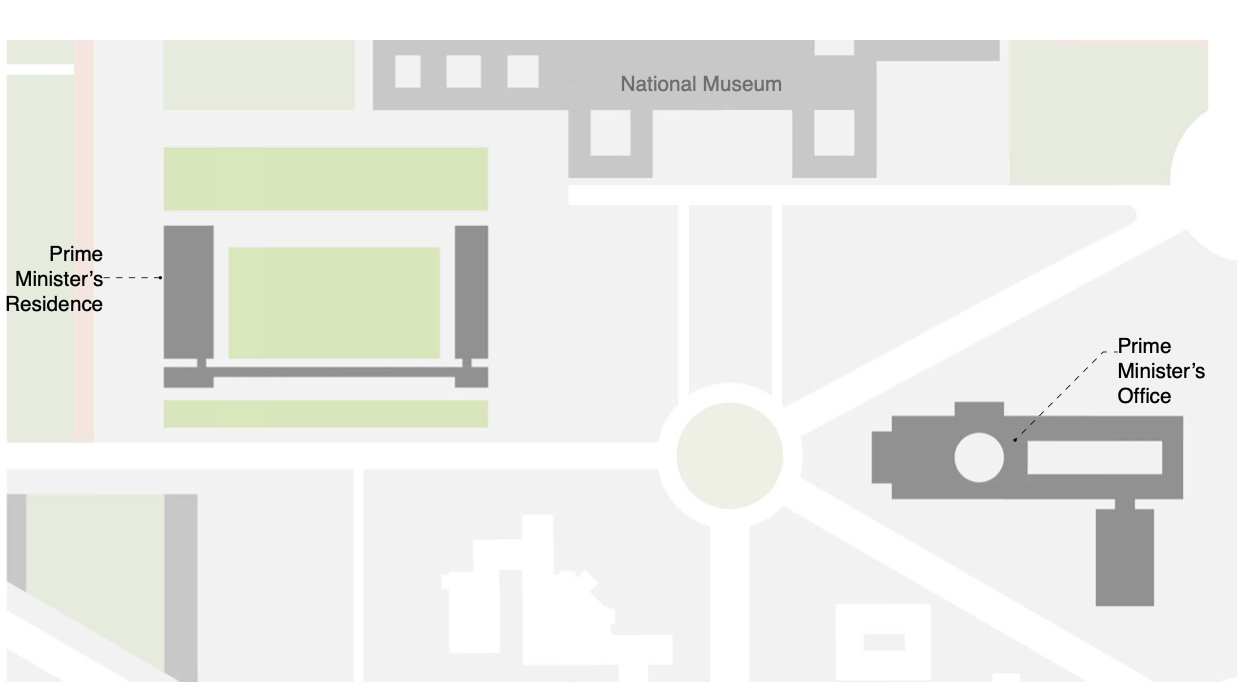 National Museum
Prime
Minister’s
Residence
Prime
Minister’s
Office